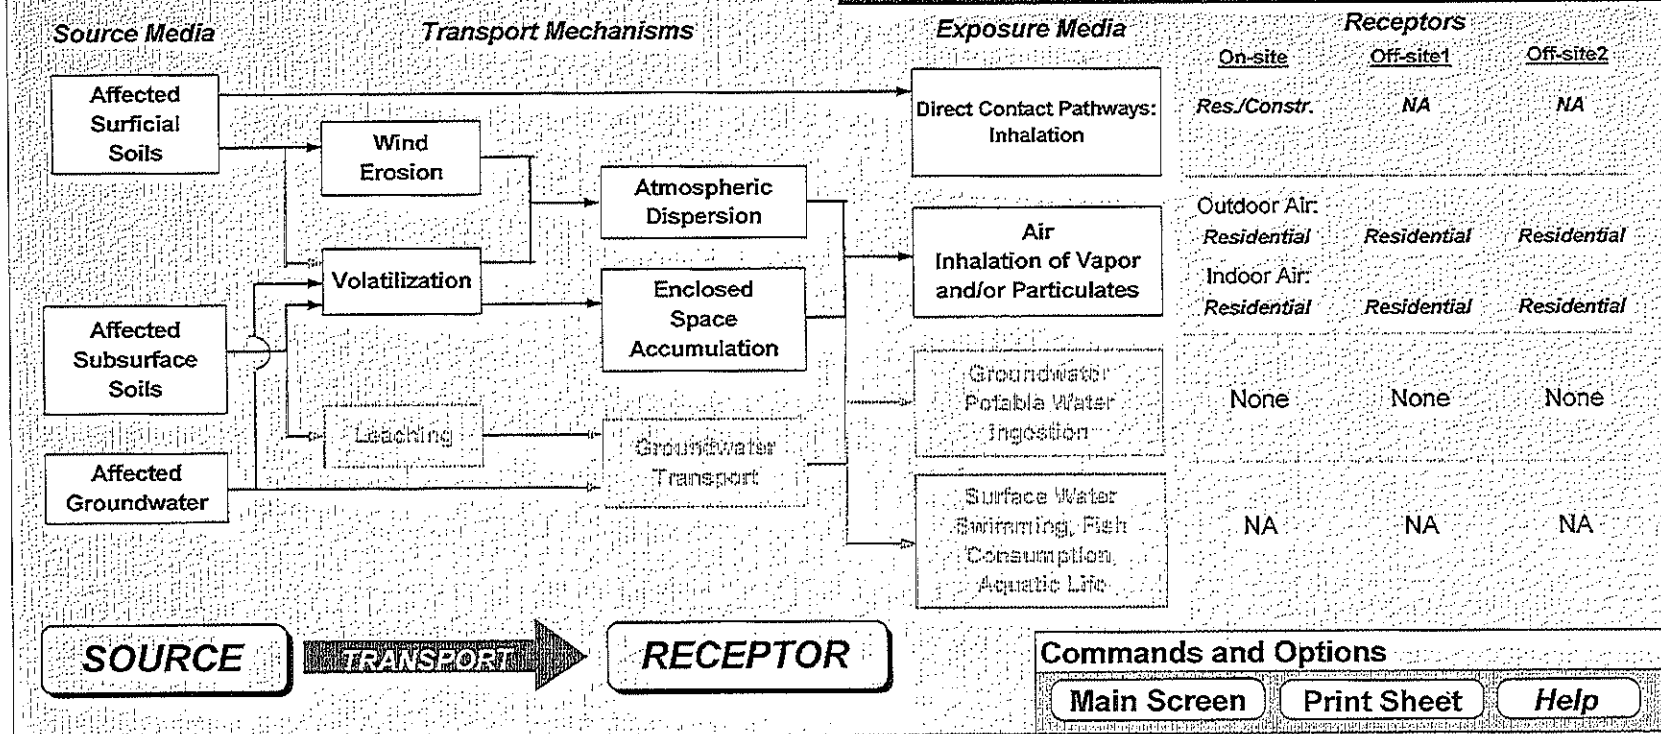 Source Media
Transport Mechanisms
Exposure Media
Receptors
On-site
Off-site1
Off-site2
Affected
Surficial
Soils
Wind
Erosion
Volatilization
Atmospheric
Dispersion
Enclosed
Space
Accumulation
Affected
Subsurface
Soils
Leaching
Groundwater
Transport
Affected
Groundwater
Direct Contact Pathways:
Inhalation
Res./Constr.
NA
NA
Air
Inhalation of Vapor
and/or Particulates
Outdoor Air:
Residential
Residential
Residential
Indoor Air:
Residential
Residential
Residential
Groundwater
Potable Water
Ingestion
None
None
None
Surface Water
Swimming, Fish
Consumption,
Aquatic Life
NA
NA
NA
SOURCE
TRANSPORT
RECEPTOR
Commands and Options
Main Screen
Print Sheet
Help